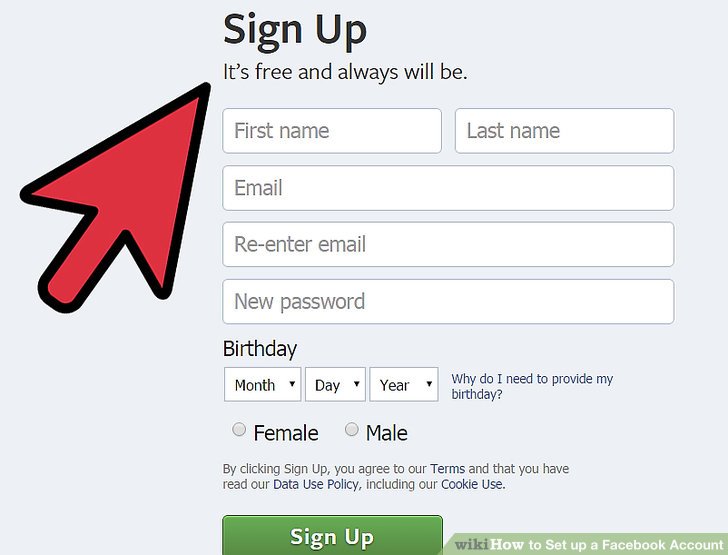 Sign Up
It's free and always will be.
First name Last name
Email
Re-enter email
New password
Birthday
Month Day Year Why do I need to provide my
birthday?
Female Male
By clicking Sign Up, you agree to our Terms and that you have
read our Data Use Policy, including our Cookie Use.
Sign Up
wikiHow to Set up a Facebook Account